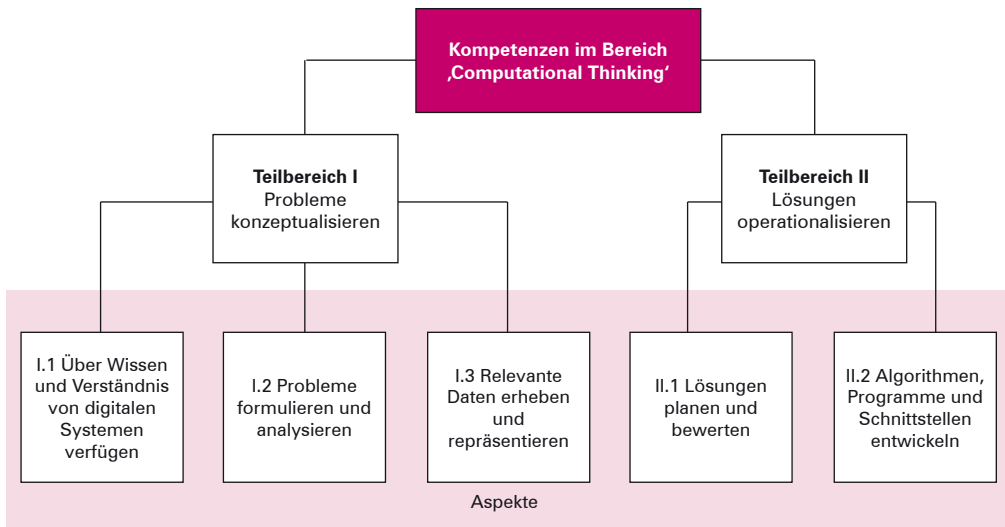 Kompetenzen im Bereich
‚Computational Thinking‘
Teilbereich I
Probleme
konzeptualisieren
Teilbereich II
Lösungen
operationalisieren
I.1 Über Wissen
und Verständnis
von digitalen
Systemen
verfügen
I.2 Probleme
formulieren und
analysieren
I.3 Relevante
Daten erheben
und
repräsentieren
II.1 Lösungen
planen und
bewerten
II.2 Algorithmen,
Programme und
Schnittstellen
entwickeln
Aspekte